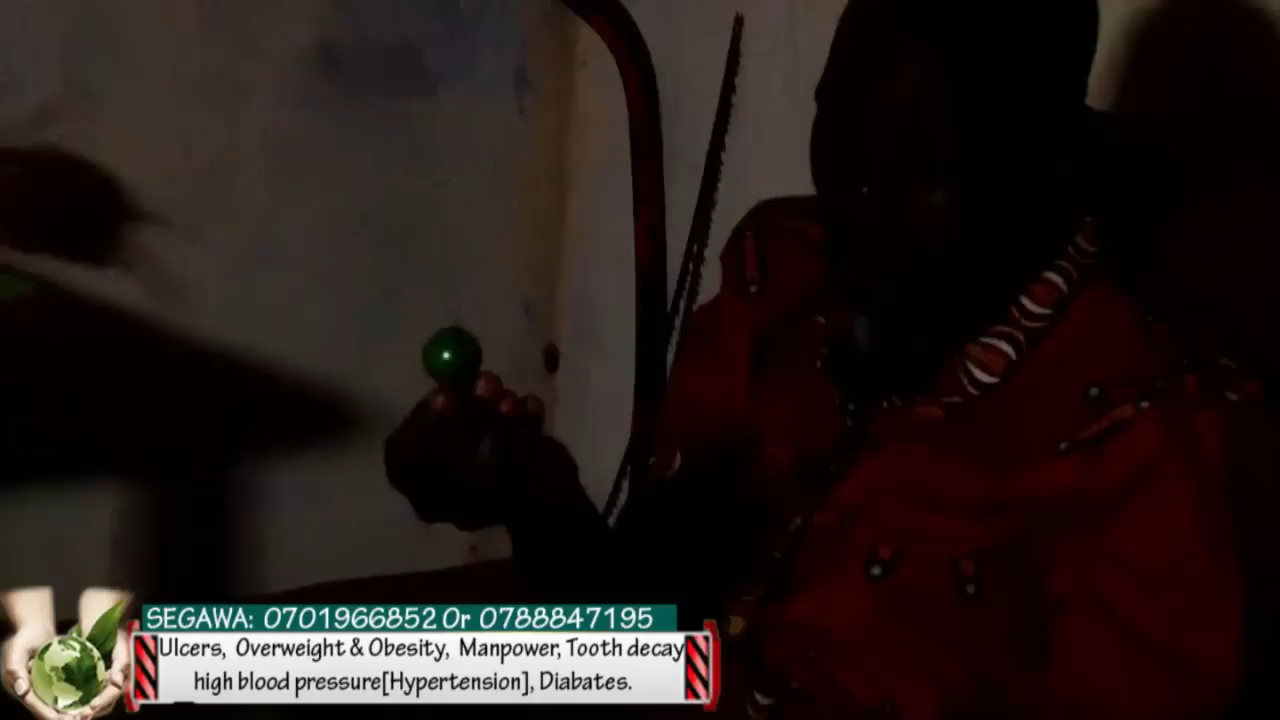 SEGAWA: 0701966852 Or 0788847195
Ulcers, Overweight & Obesity, Manpower, Tooth decay
high blood pressure[Hypertension], Diabates.